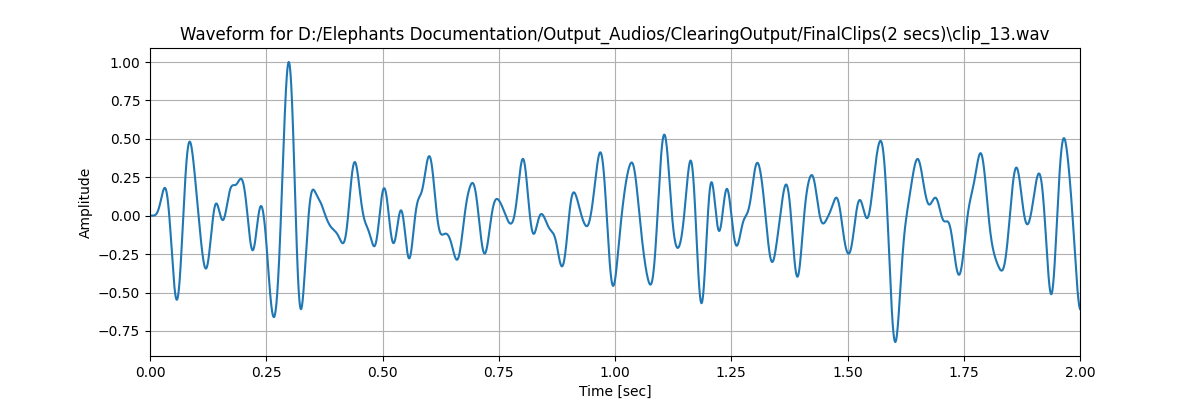 Waveform for D:/Elephants Documentation/Output_Audios/ClearingOutput/FinalClips(2 secs)\clip_13.wav
1.00
0.75
0.50
0.25
0.00
−0.25
−0.50
−0.75
Amplitude
0.00 0.25 0.50 0.75 1.00 1.25 1.50 1.75 2.00
Time [sec]